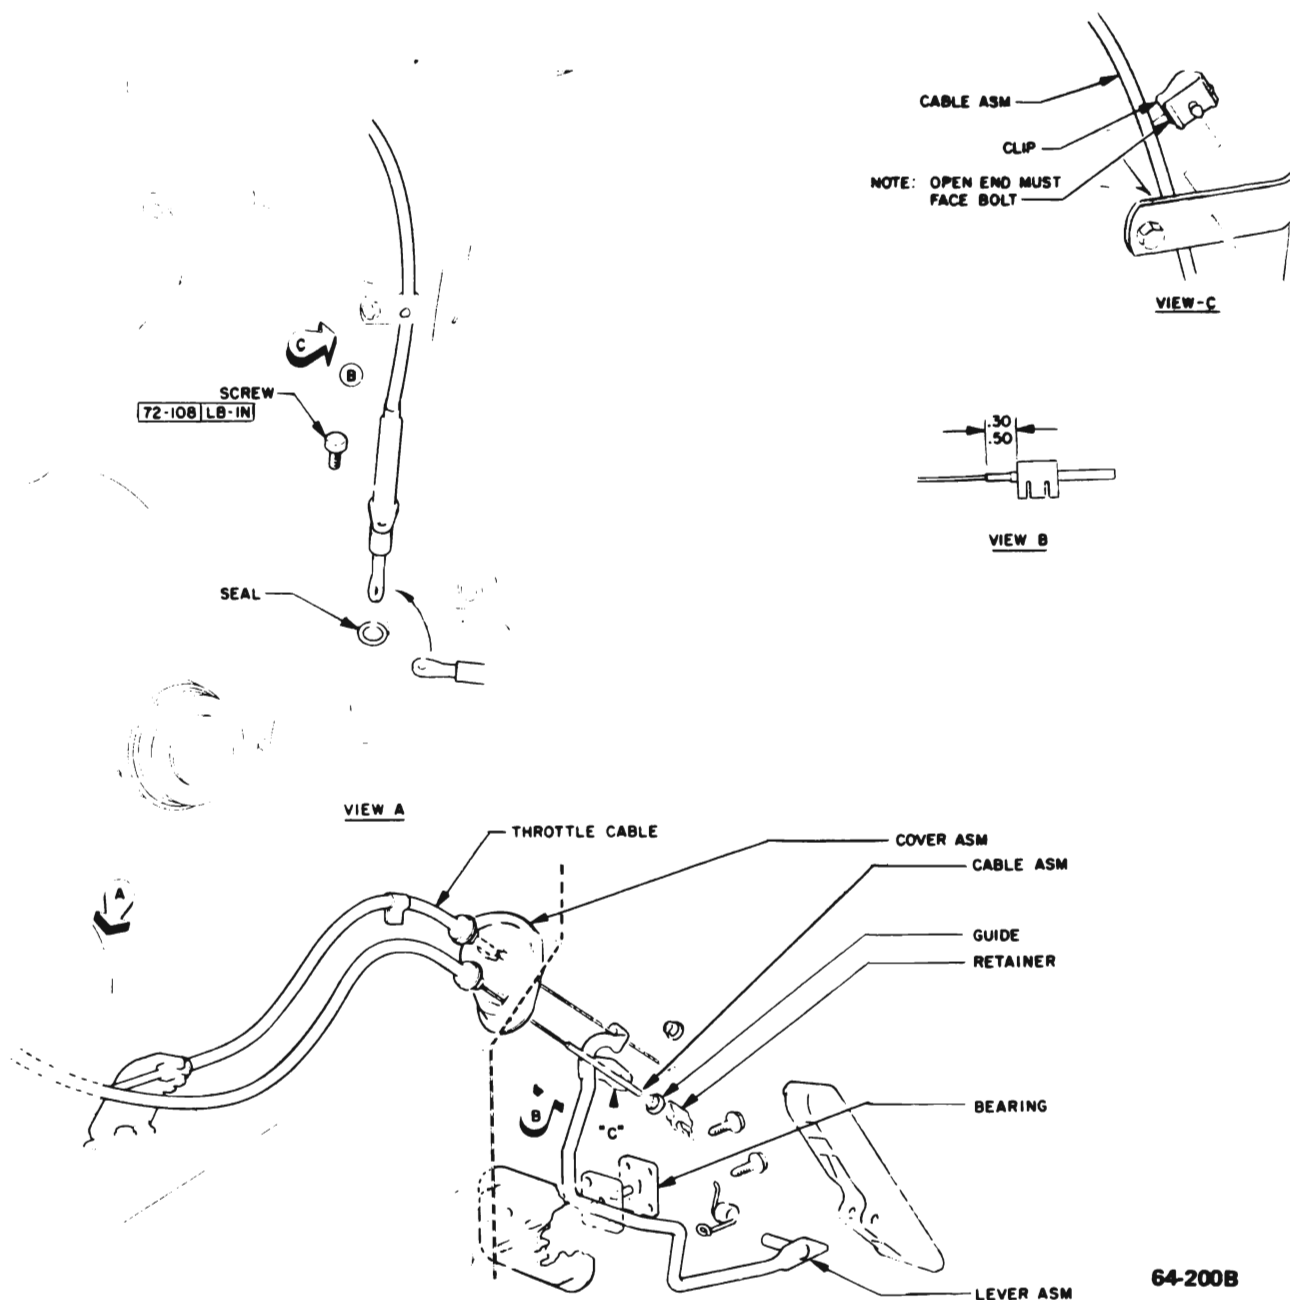 CABLE ASM
CLIP
NOTE: OPEN END MUST
FACE BOLT
VIEW-C
C
B
SCREW
72-108 LB-IN
.30
.50
VIEW B
SEAL
VIEW A
THROTTLE CABLE
COVER ASM
CABLE ASM
A
GUIDE
RETAINER
B
"C"
BEARING
LEVER ASM
64-200B